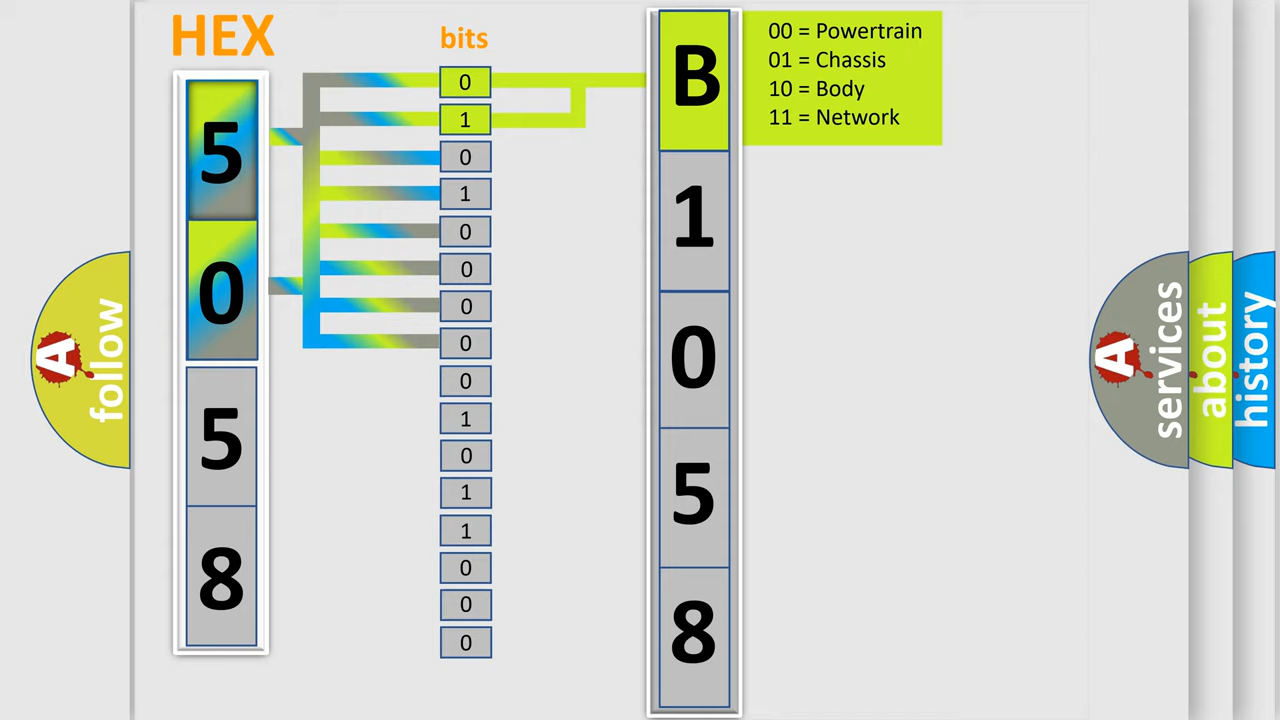 HEX
bits
5
0
5
8
0
1
0
1
0
0
0
0
0
1
0
1
1
0
0
0
B
1
0
5
8
00 = Powertrain
01 = Chassis
10 = Body
11 = Network
A
follow
A
services
about
history